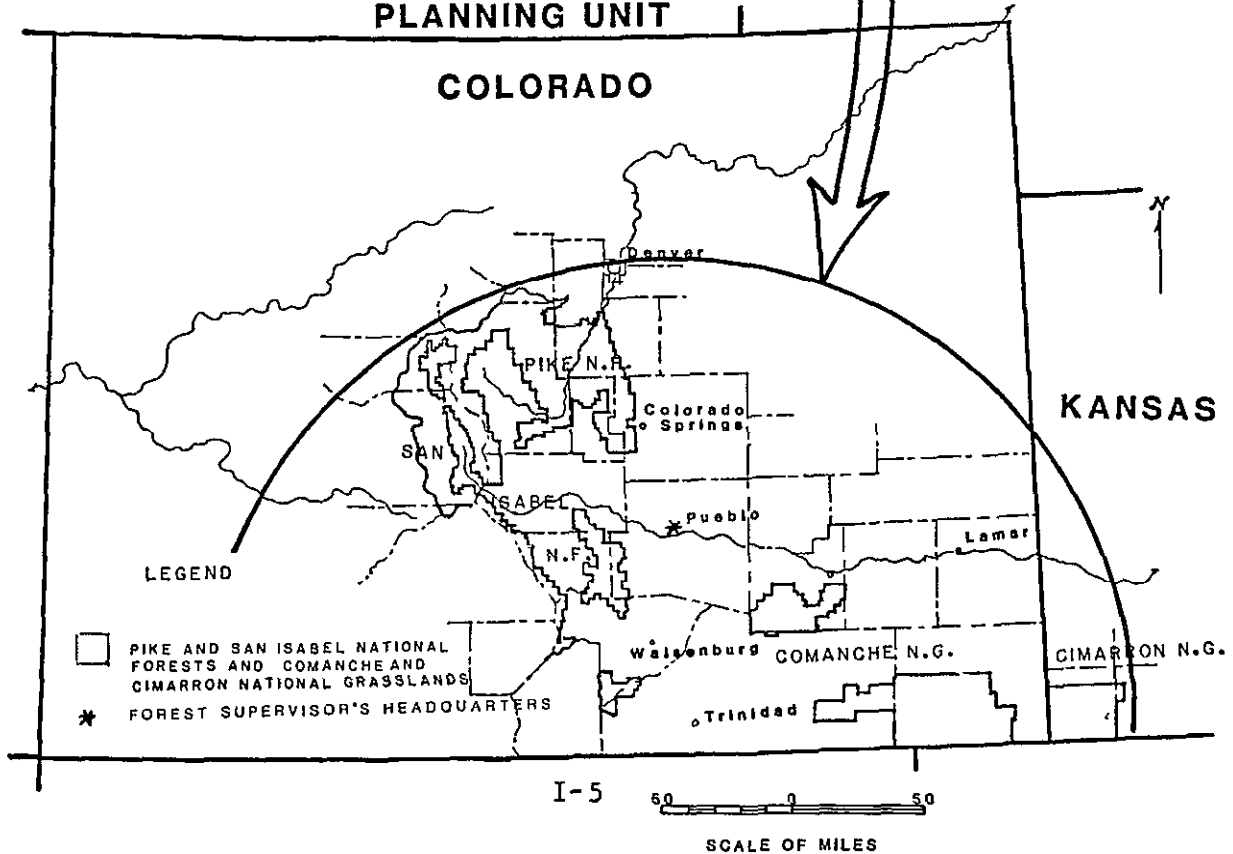 PLANNING UNIT
COLORADO
N
Denver
PIKE N.F.
Colorado
Springs
KANSAS
SAN
ISABEL
Pueblo
Lamar
N.F.
LEGEND
PIKE AND SAN ISABEL NATIONAL
FORESTS AND COMANCHE AND
CIMARRON NATIONAL GRASSLANDS
* FOREST SUPERVISOR'S HEADQUARTERS
Walsenburg
COMANCHE N.G.
CIMARRON N.G.
Trinidad
I-5
50 0 50
SCALE OF MILES